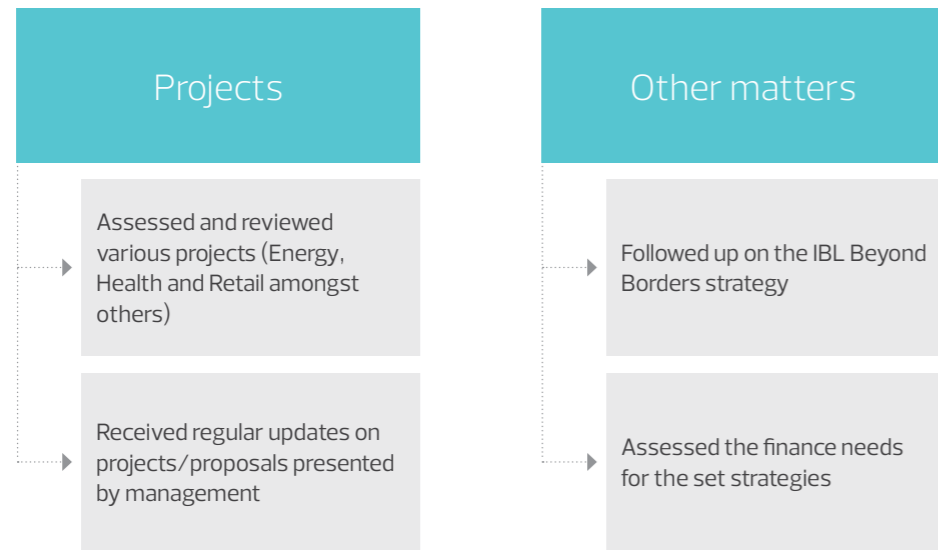 Projects
Assessed and reviewed
various projects (Energy,
Health and Retail amongst
others)
Received regular updates on
projects/proposals presented
by management
Other matters
Followed up on the IBL Beyond
Borders strategy
Assessed the finance needs
for the set strategies